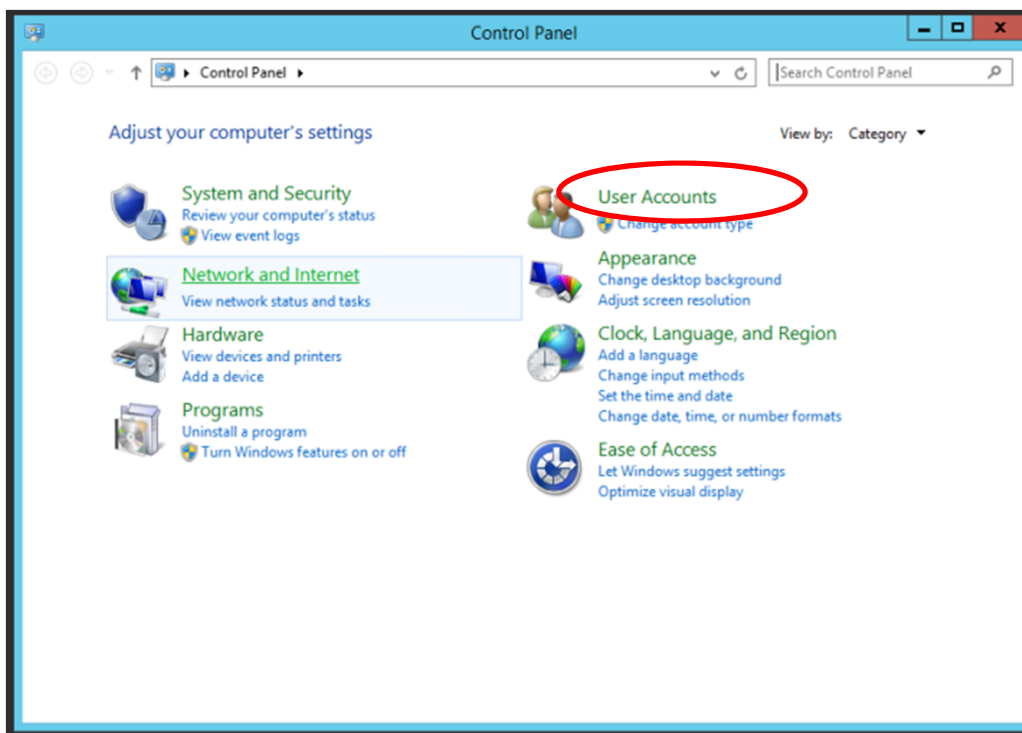 Control Panel
Control Panel
Search Control Panel
Adjust your computer's settings
View by: Category
System and Security
Review your computer's status
View event logs
Network and Internet
View network status and tasks
Hardware
View devices and printers
Add a device
Programs
Uninstall a program
Turn Windows features on or off
User Accounts
Change account type
Appearance
Change desktop background
Adjust screen resolution
Clock, Language, and Region
Add a language
Change input methods
Set the time and date
Change date, time, or number formats
Ease of Access
Let Windows suggest settings
Optimize visual display